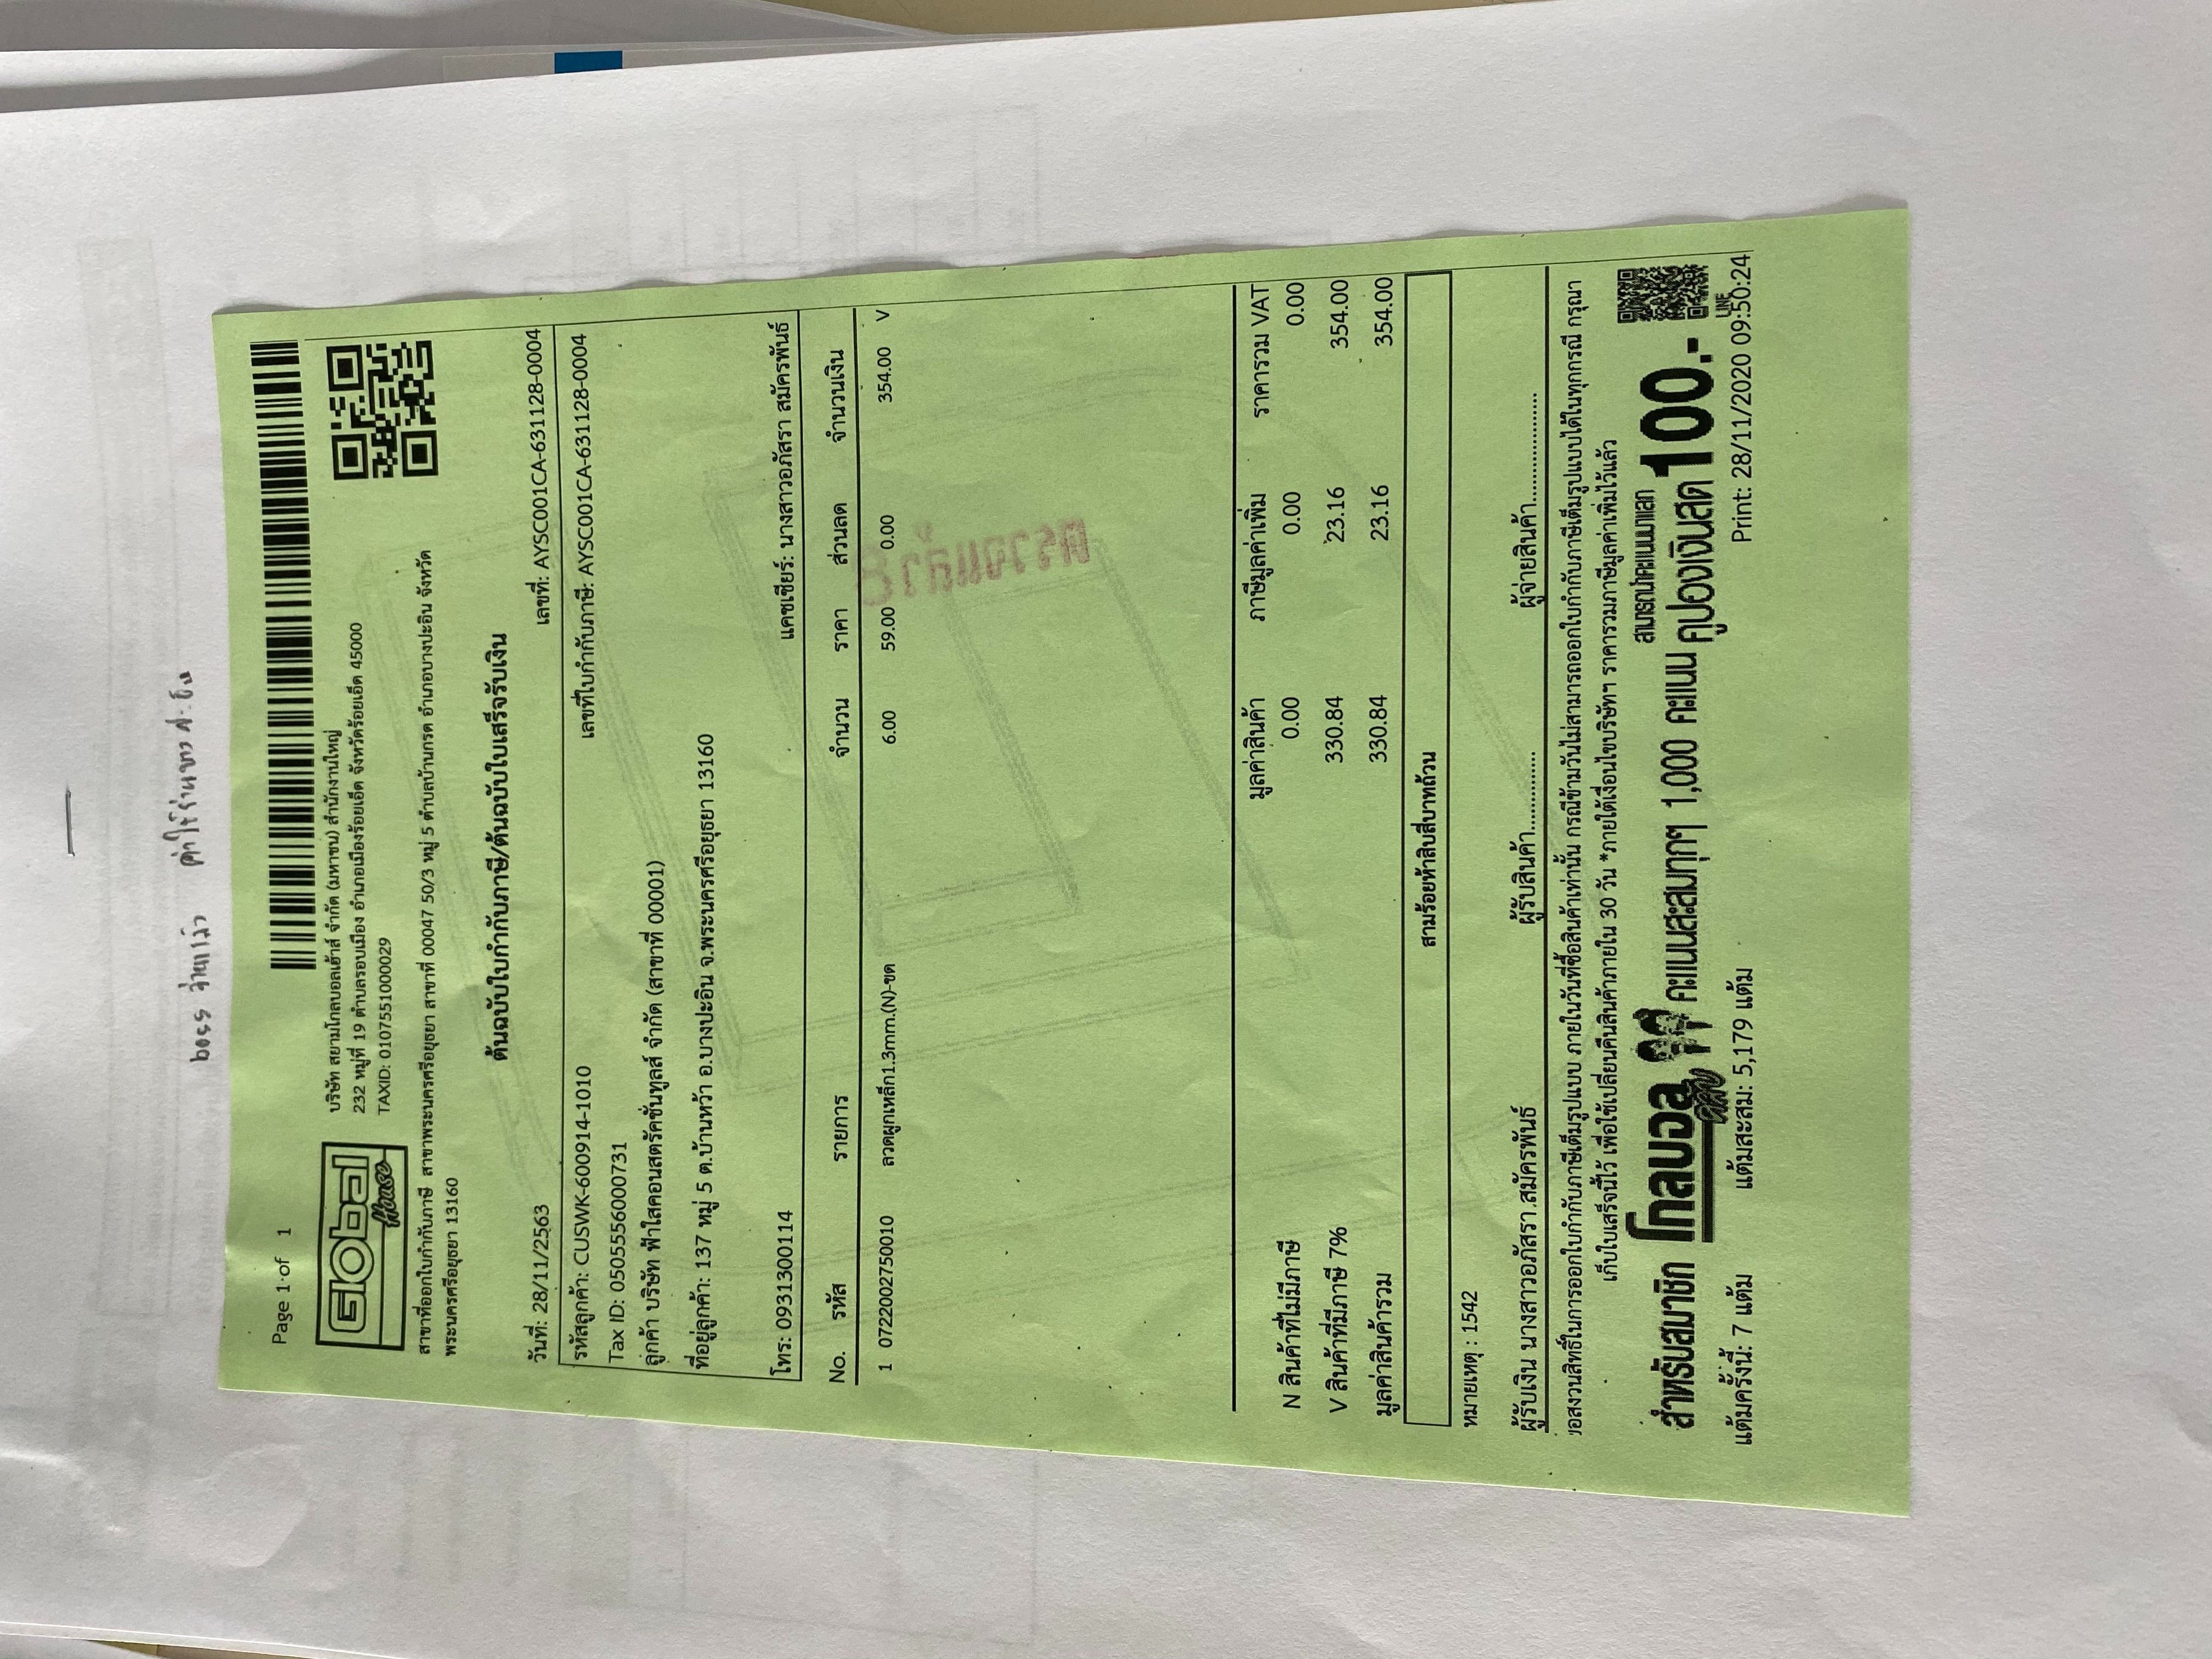 boss จ่ายแล้ว ค่าใช้จ่ายบางปะอิน
Page 1 of 1
Global House
บริษัท สยามโกลบอลเฮ้าส์ จำกัด (มหาชน) สำนักงานใหญ่
232 หมู่ที่ 19 ตำบลรอบเมือง อำเภอเมืองร้อยเอ็ด จังหวัดร้อยเอ็ด 45000
TAXID: 0107551000029
สาขาที่ออกใบกำกับภาษี สาขาพระนครศรีอยุธยา สาขาที่ 00047 50/3 หมู่ 5 ตำบลบ้านกรด อำเภอบางปะอิน จังหวัด
พระนครศรีอยุธยา 13160
ต้นฉบับใบกำกับภาษี/ต้นฉบับใบเสร็จรับเงิน
วันที่: 28/11/2563 เลขที่: AYSC001CA-631128-0004
รหัสลูกค้า: CUSWK-600914-1010 เลขที่ใบกำกับภาษี: AYSC001CA-631128-0004
Tax ID: 0505556000731
ลูกค้า บริษัท ฟ้าใสคอนสตรัคชั่นทูลส์ จำกัด (สาขาที่ 00001)
ที่อยู่ลูกค้า: 137 หมู่ 5 ต.บ้านหว้า อ.บางปะอิน จ.พระนครศรีอยุธยา 13160
โทร: 0931300114 แคชเชียร์: นางสาวอภัสรา สมัครพันธ์
No. รหัส รายการ จำนวน ราคา ส่วนลด จำนวนเงิน
1 0722002750010 ลวดผูกเหล็ก1.3mm.(N)-ขด 6.00 59.00 0.00 354.00 V
มูลค่าสินค้า ภาษีมูลค่าเพิ่ม ราคารวม VAT
N สินค้าที่ไม่มีภาษี 0.00 0.00 0.00
V สินค้าที่มีภาษี 7% 330.84 23.16 354.00
มูลค่าสินค้ารวม 330.84 23.16 354.00
สามร้อยห้าสิบสี่บาทถ้วน
หมายเหตุ : 1542
ผู้รับเงิน นางสาวอภัสรา สมัครพันธ์ ผู้รับสินค้า.............. ผู้จ่ายสินค้า...................
ขอสงวนสิทธิ์ในการออกใบกำกับภาษีเต็มรูปแบบ ภายในวันที่ซื้อสินค้าเท่านั้น กรณีข้ามวันไม่สามารถออกใบกำกับภาษีเต็มรูปแบบได้ในทุกกรณี กรุณา
เก็บใบเสร็จนี้ไว้ เพื่อใช้เปลี่ยนคืนสินค้าภายใน 30 วัน *ภายใต้เงื่อนไขบริษัทฯ ราคารวมภาษีมูลค่าเพิ่มไว้แล้ว
สำหรับสมาชิก โกลบอล คลับ คะแนนสะสมทุกๆ 1,000 คะแนน สามารถนำคะแนนมาแลก คูปองเงินสด 100.-
LINE
แต้มครั้งนี้: 7 แต้ม แต้มสะสม: 5,179 แต้ม Print: 28/11/2020 09:50:24